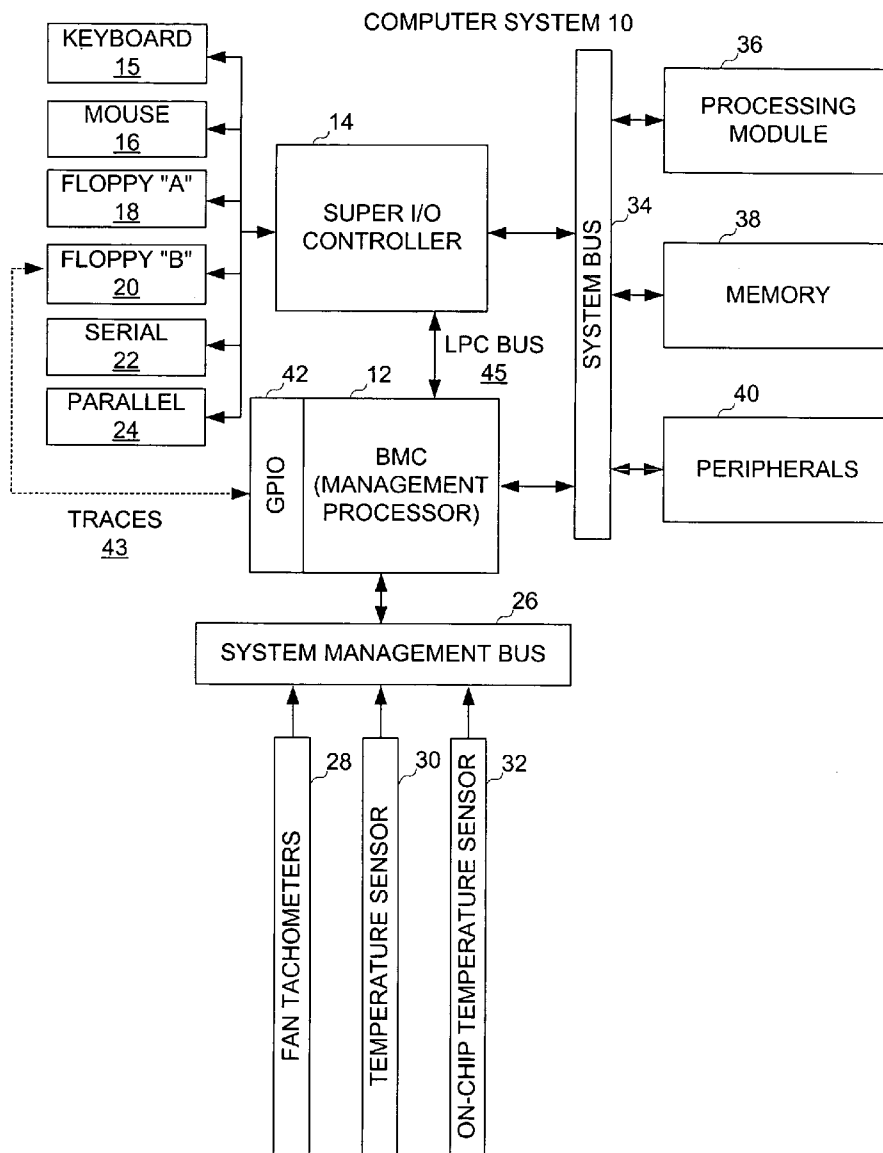 COMPUTER SYSTEM 10
KEYBOARD
15
MOUSE
16
FLOPPY "A"
18
FLOPPY "B"
20
SERIAL
22
PARALLEL
24
TRACES
43
14
SUPER I/O
CONTROLLER
LPC BUS
45
42
12
GPIO
BMC
(MANAGEMENT
PROCESSOR)
34
SYSTEM BUS
36
PROCESSING
MODULE
38
MEMORY
40
PERIPHERALS
26
SYSTEM MANAGEMENT BUS
28
FAN TACHOMETERS
30
TEMPERATURE SENSOR
32
ON-CHIP TEMPERATURE SENSOR